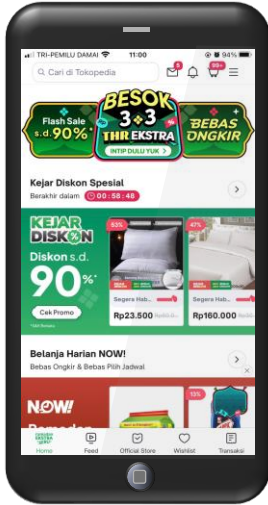 TRI-PEMILU DAMAI 11:00 94%
Cari di Tokopedia
99+
BESOK
Flash Sale
s.d.90%*
3•3
THR EKSTRA
INTIP DULU YUK >
BEBAS
ONGKIR
Kejar Diskon Spesial
Berakhir dalam 00:58:48
KEJAR
DISKON
Diskon s.d.
90%*
Cek Promo
47%
Segera Hab..
Rp23.500
Segera Hab..
Rp160.000
Belanja Harian NOW!
Bebas Ongkir & Bebas Pilih Jadwal
NOW!
13%
Home
Feed
Official Store
Wishlist
Transaksi